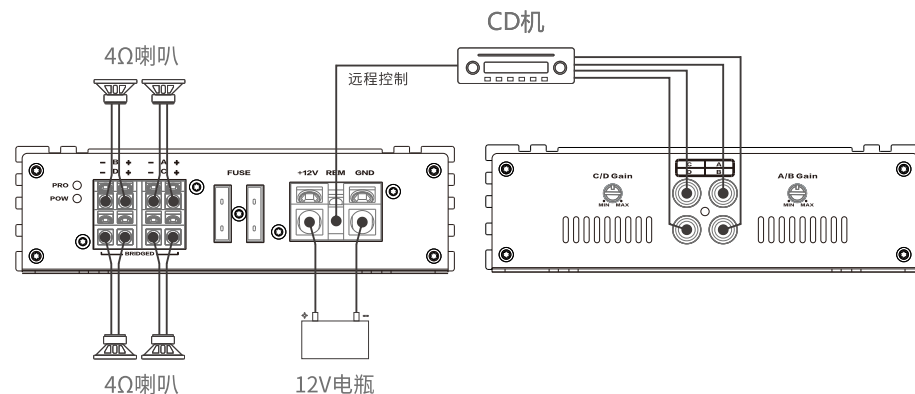 CD机
4Ω喇叭
远程控制
− B + − A +
− D + − C +
FUSE
+12V REM GND
PRO
POW
BRIDGED
C A
D B
C/D Gain
A/B Gain
MIN MAX
MIN MAX
+ −
4Ω喇叭
12V电瓶